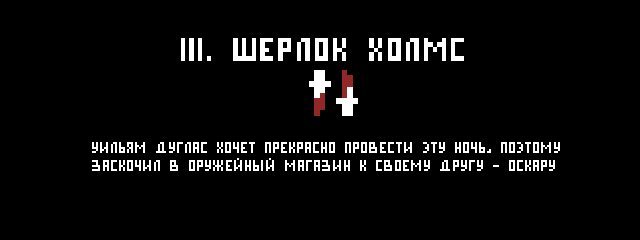 III. ШЕРЛОК ХОЛМС
УИЛЬЯМ ДУГЛАС ХОЧЕТ ПРЕКРАСНО ПРОВЕСТИ ЭТУ НОЧЬ, ПОЭТОМУ
ЗАСКОЧИЛ В ОРУЖЕЙНЫЙ МАГАЗИН К СВОЕМУ ДРУГУ - ОСКАРУ